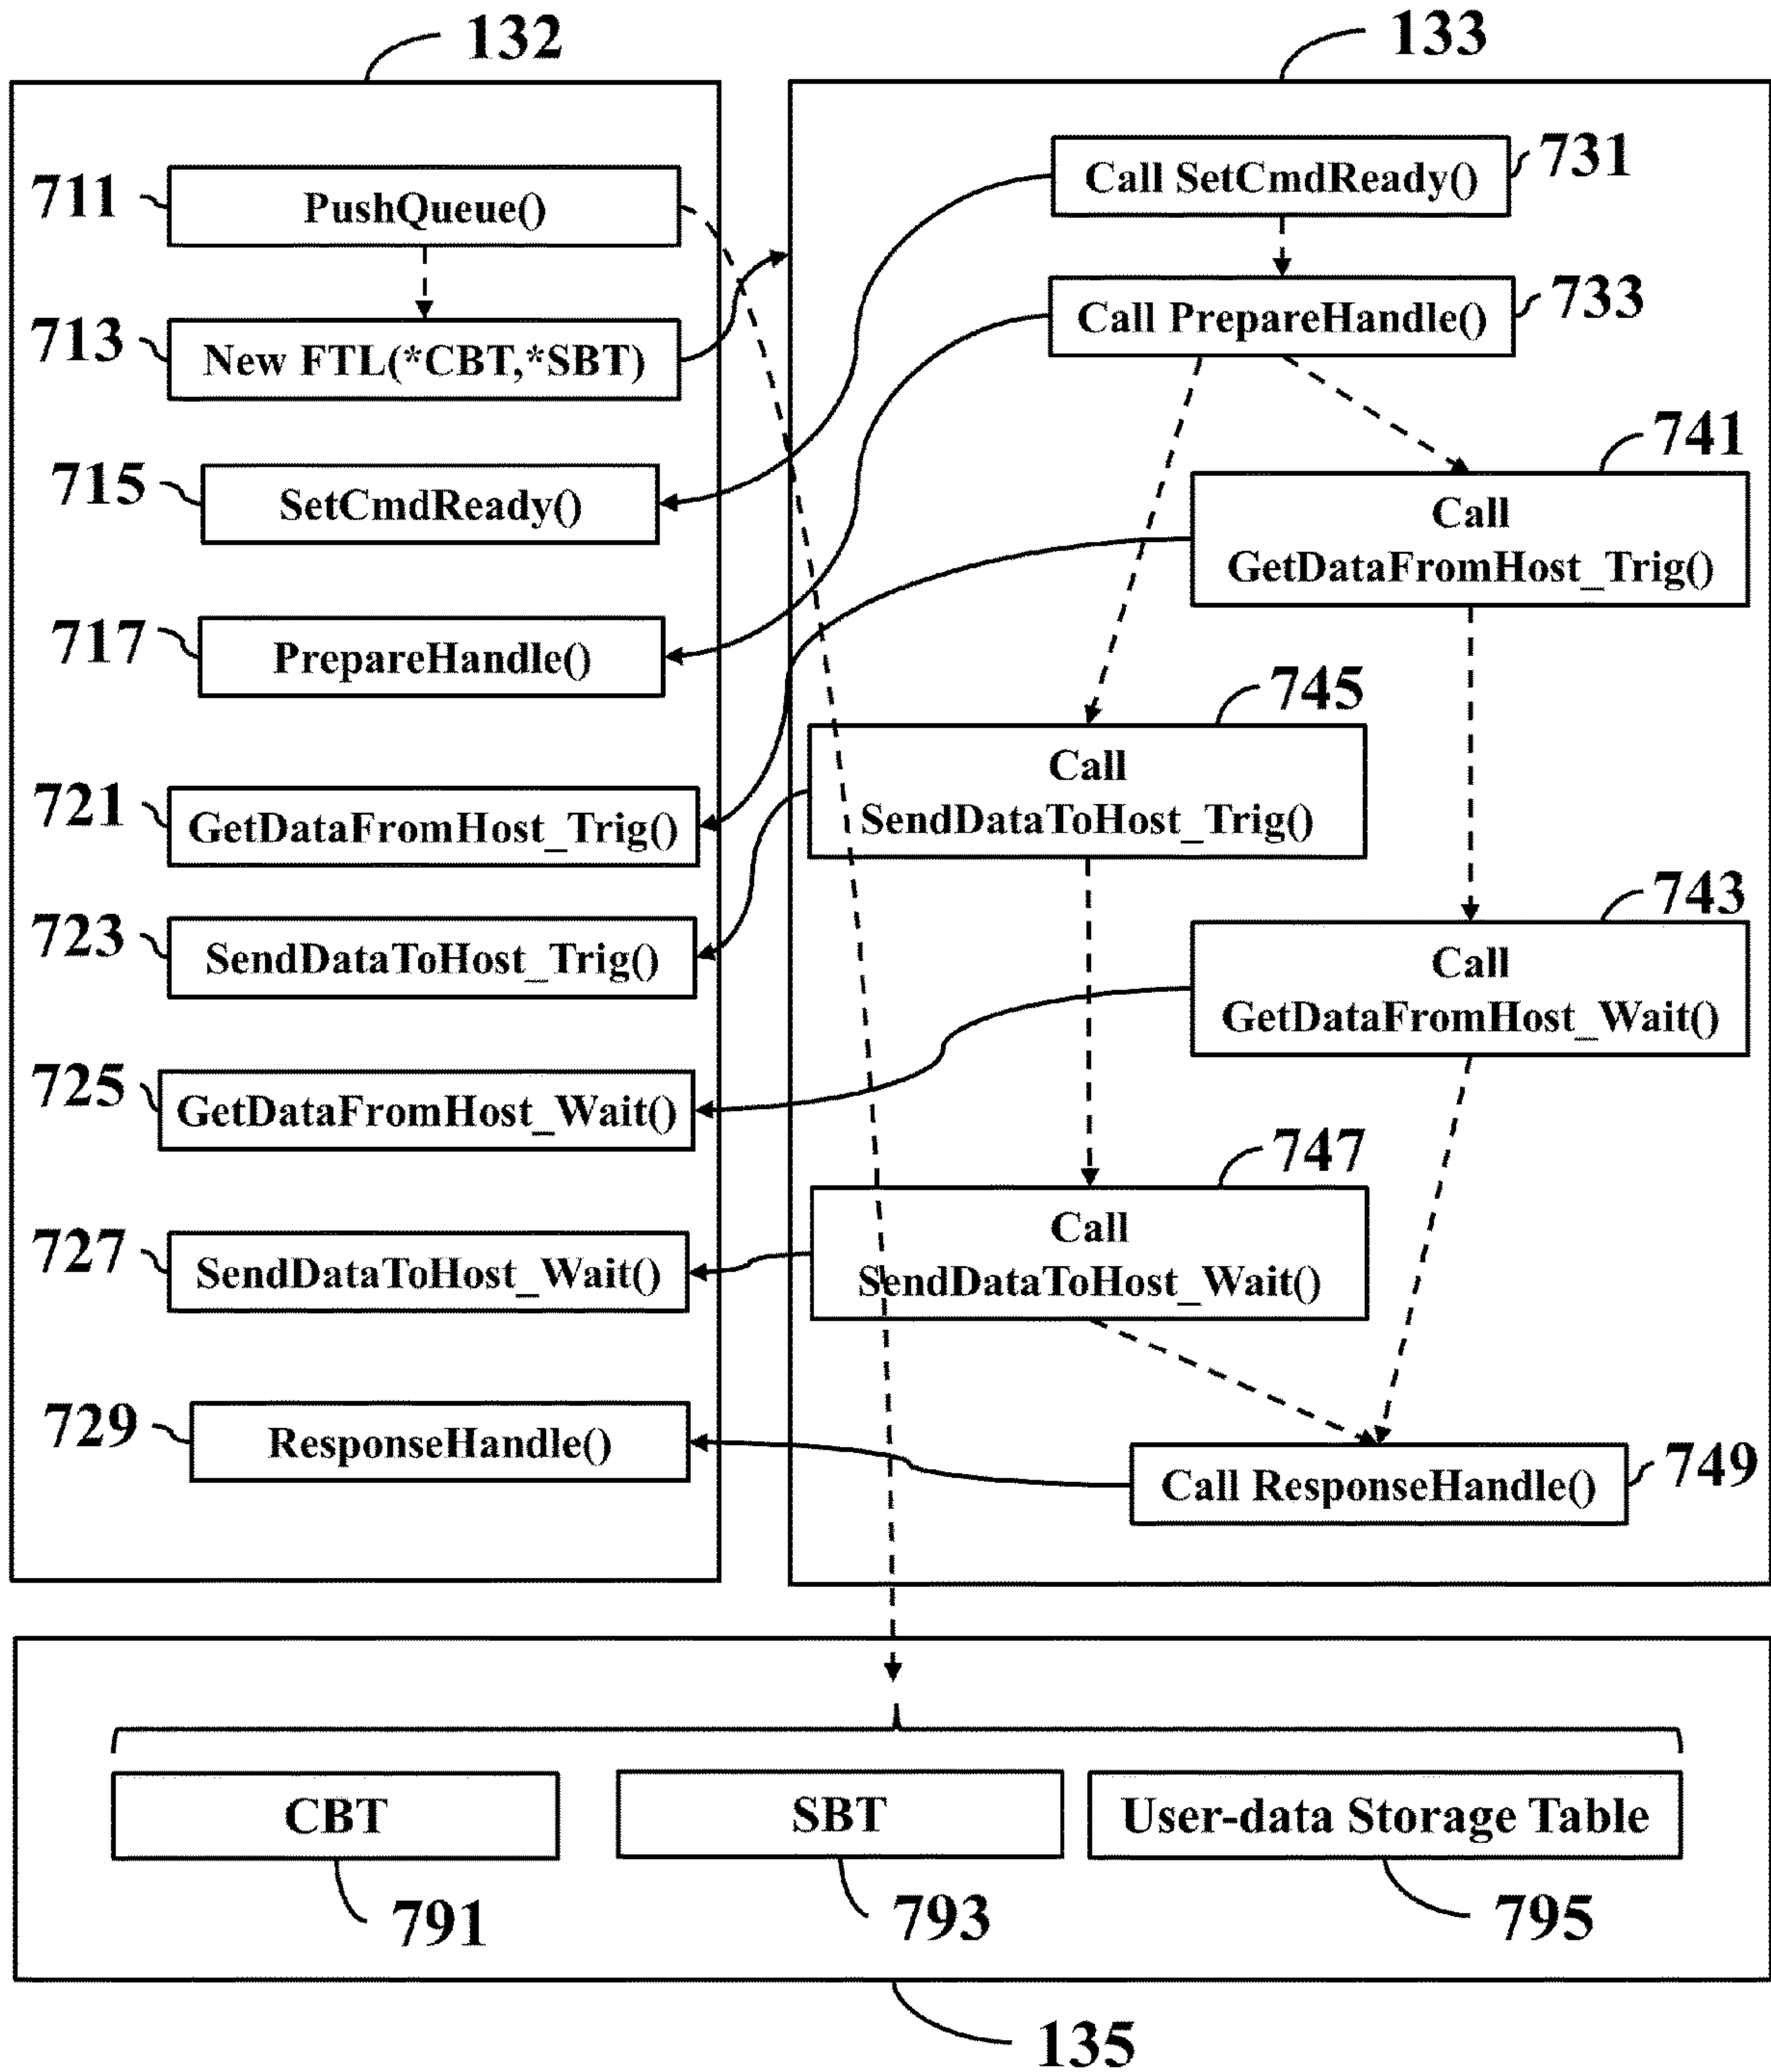 132
133
711
PushQueue()
713
New FTL(*CBT,*SBT)
715
SetCmdReady()
717
PrepareHandle()
721
GetDataFromHost_Trig()
723
SendDataToHost_Trig()
725
GetDataFromHost_Wait()
727
SendDataToHost_Wait()
729
ResponseHandle()
Call SetCmdReady()
731
Call PrepareHandle()
733
741
Call
GetDataFromHost_Trig()
745
Call
SendDataToHost_Trig()
743
Call
GetDataFromHost_Wait()
747
Call
SendDataToHost_Wait()
Call ResponseHandle()
749
CBT
SBT
User-data Storage Table
791
793
795
135